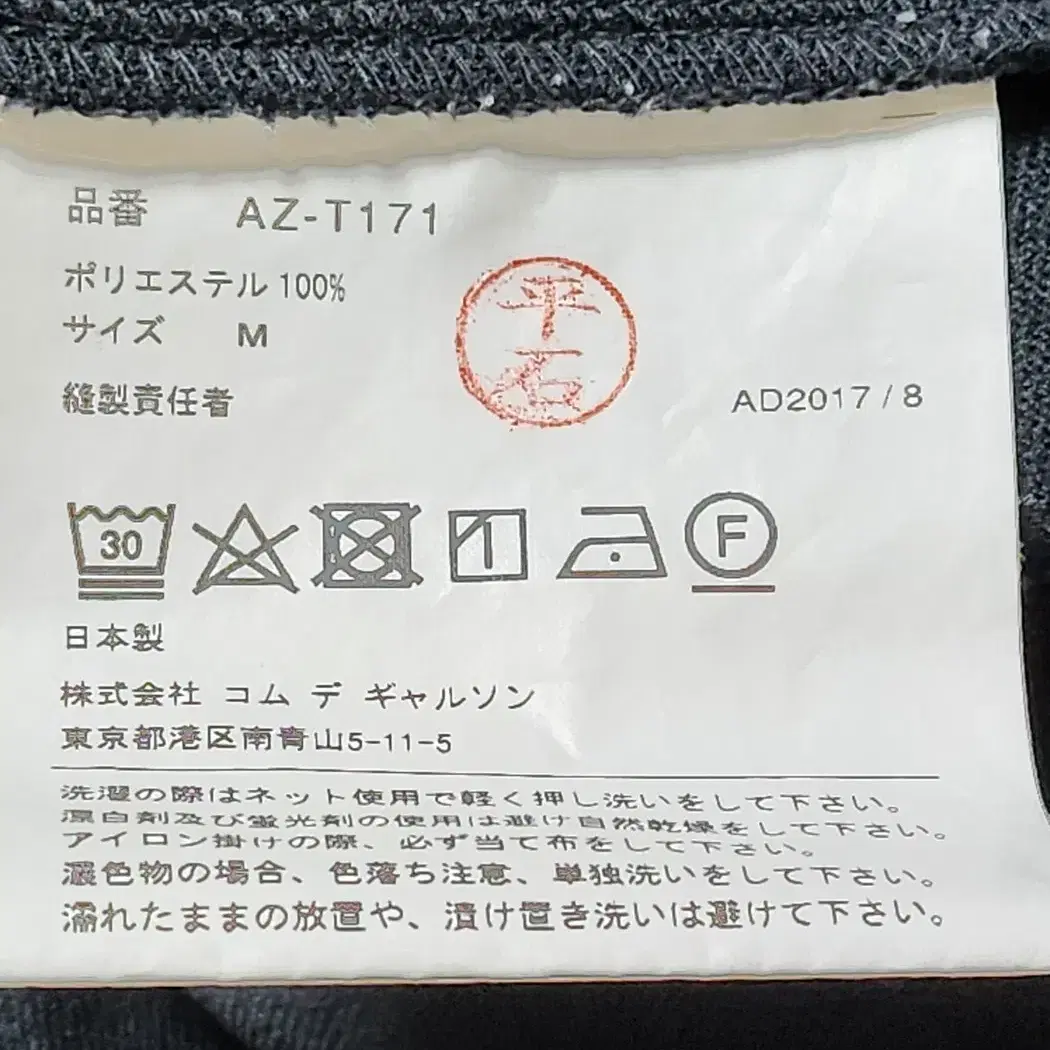 品番 AZ-T171
ポリエステル 100%
サイズ M
縫製責任者
平石
AD2017/8
30
F
日本製
株式会社 コム デ ギャルソン
東京都港区南青山5-11-5
洗濯の際はネット使用で軽く押し洗いをして下さい。
漂白剤及び蛍光剤の使用は避け自然乾燥をして下さい。
アイロン掛けの際、必ず当て布をして下さい。
濃色物の場合、色落ち注意、単独洗いをして下さい。
濡れたままの放置や、漬け置き洗いは避けて下さい。